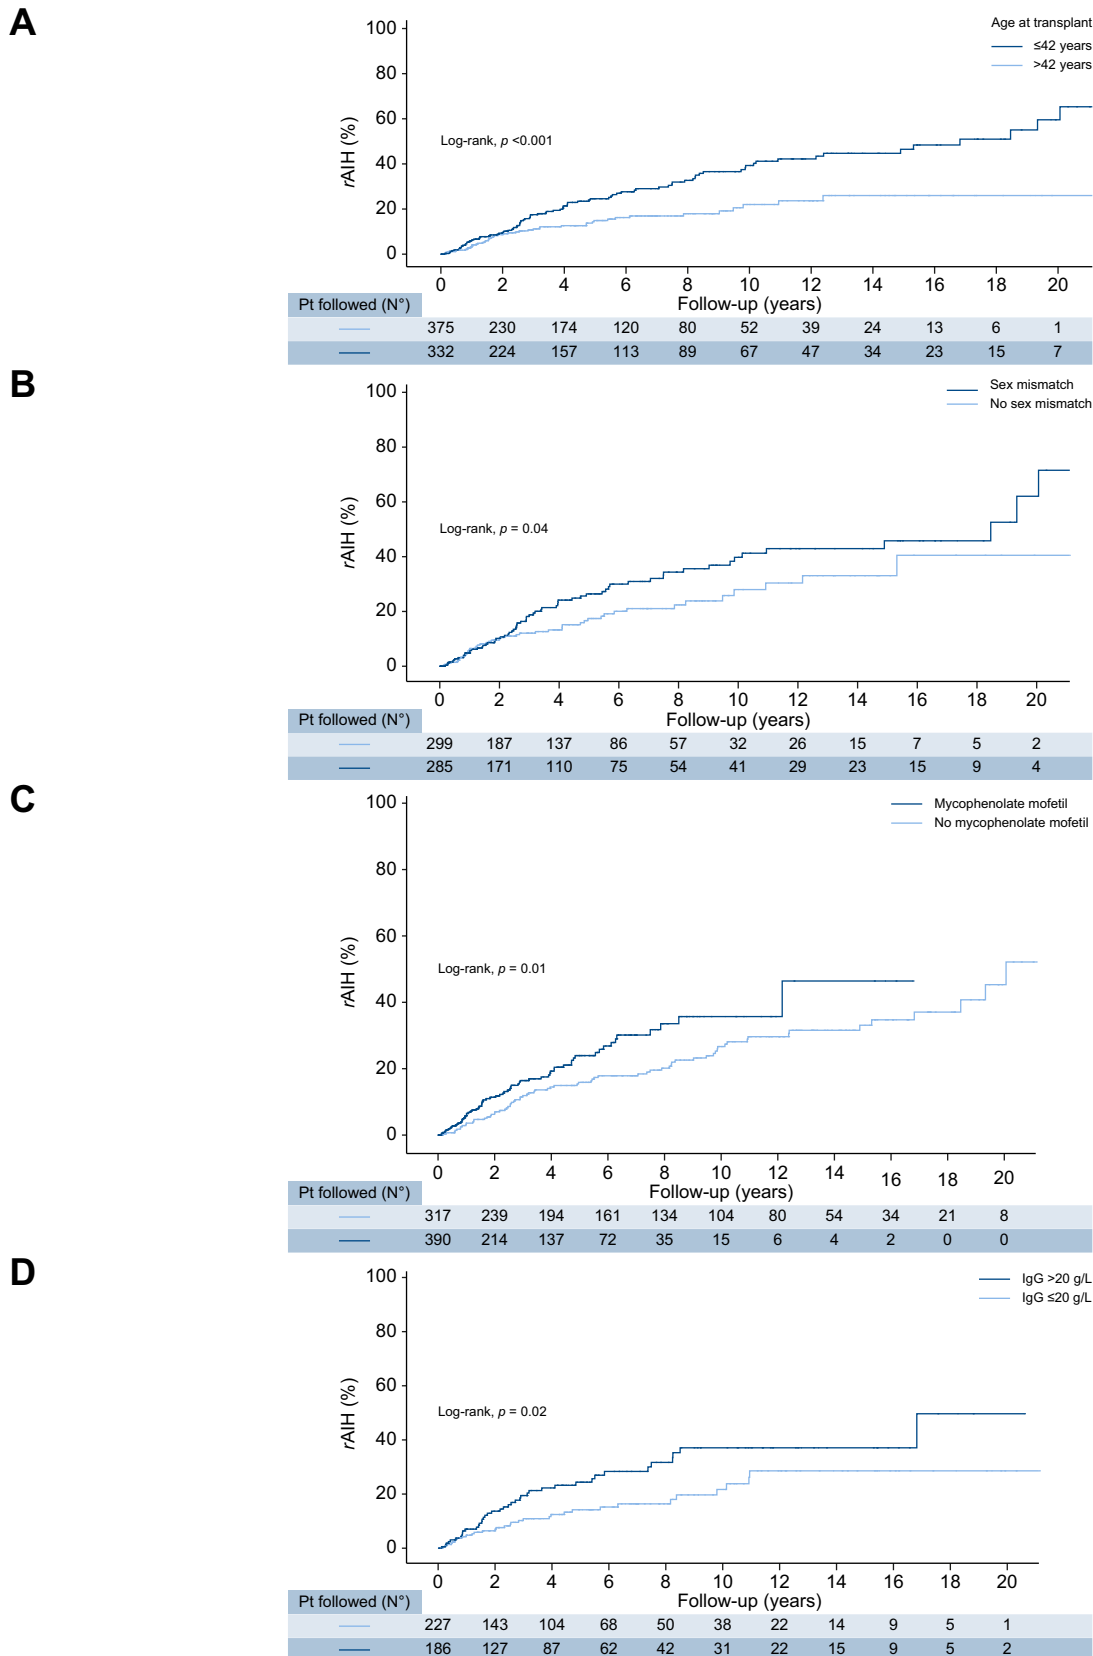 A
Age at transplant
≤42 years
>42 years
100
80
60
40
20
0
rAIH (%)
Log-rank, p <0.001
0 2 4 6 8 10 12 14 16 18 20
Pt followed (N°) Follow-up (years)
375 230 174 120 80 52 39 24 13 6 1
332 224 157 113 89 67 47 34 23 15 7
B
Sex mismatch
No sex mismatch
100
80
60
40
20
0
rAIH (%)
Log-rank, p = 0.04
0 2 4 6 8 10 12 14 16 18 20
Pt followed (N°) Follow-up (years)
299 187 137 86 57 32 26 15 7 5 2
285 171 110 75 54 41 29 23 15 9 4
C
Mycophenolate mofetil
No mycophenolate mofetil
100
80
60
40
20
0
rAIH (%)
Log-rank, p = 0.01
0 2 4 6 8 10 12 14 16 18 20
Pt followed (N°) Follow-up (years)
317 239 194 161 134 104 80 54 34 21 8
390 214 137 72 35 15 6 4 2 0 0
D
IgG >20 g/L
IgG ≤20 g/L
100
80
60
40
20
0
rAIH (%)
Log-rank, p = 0.02
0 2 4 6 8 10 12 14 16 18 20
Pt followed (N°) Follow-up (years)
227 143 104 68 50 38 22 14 9 5 1
186 127 87 62 42 31 22 15 9 5 2